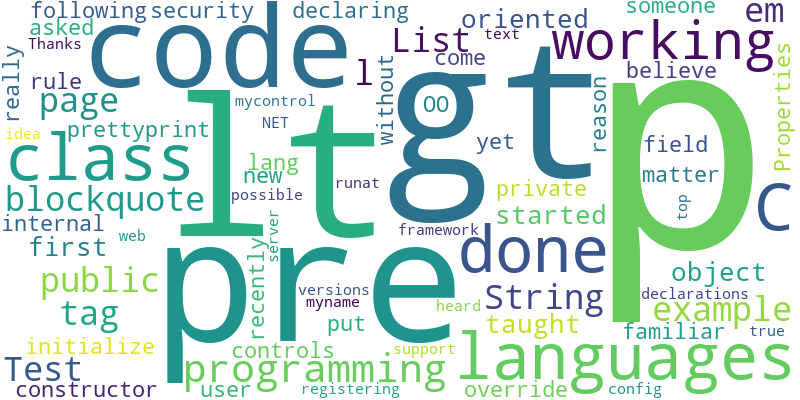 following security declaring someone em
asked code oriented
Thanks List text working
really rule l come believe Properties
page lt without gt reason p
mycontrol OO
prettyprint NET yet field
idea class lang matter C
new runat private
blockquote possible top
internal web server framework started
first pre done object
public recently versions String declarations
tag myname heard example
put taught familiar true
initialize controls support languages
Test programming
constructor user registering override config